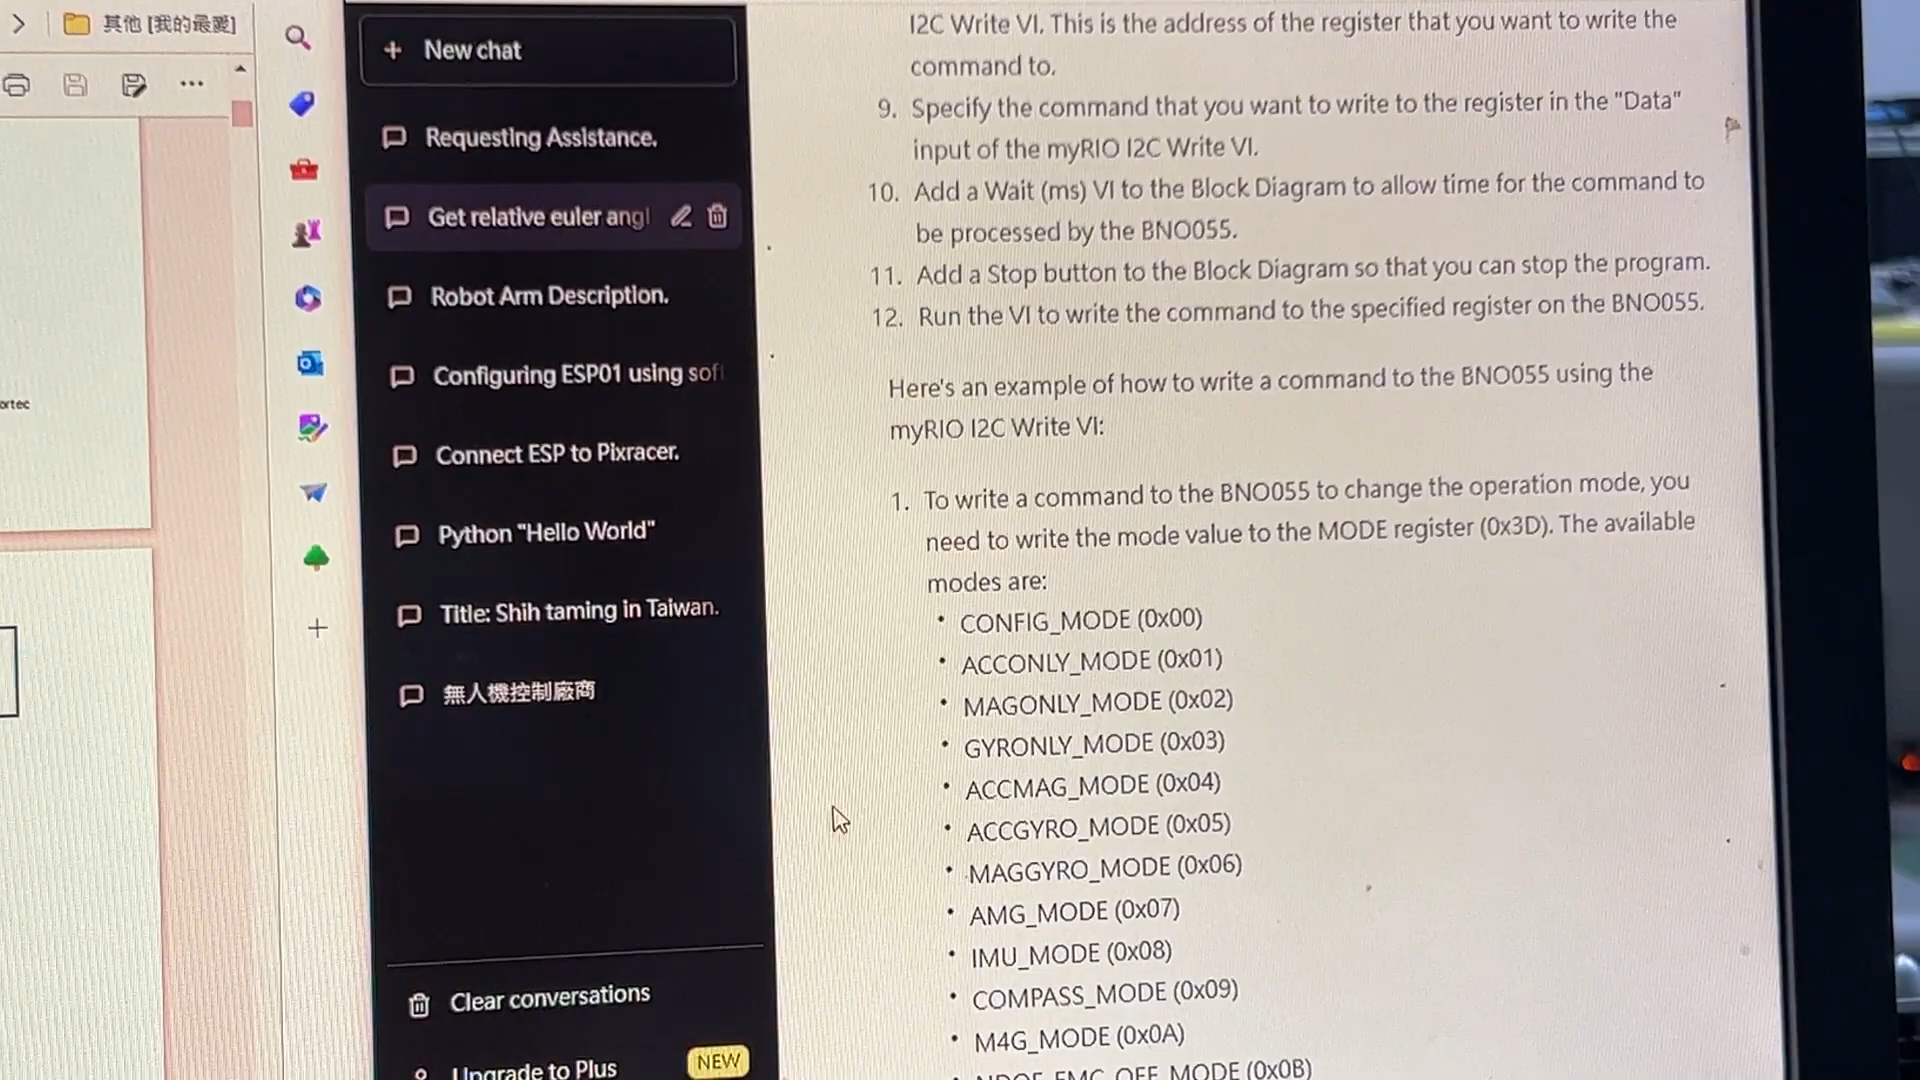 其他 [我的最愛]
ortec
New chat
Requesting Assistance.
Get relative euler angl
Robot Arm Description.
Configuring ESP01 using soft
Connect ESP to Pixracer.
Python "Hello World"
Title: Shih taming in Taiwan.
無人機控制廠商
Clear conversations
Upgrade to Plus
NEW
I2C Write VI. This is the address of the register that you want to write the
command to.
9. Specify the command that you want to write to the register in the "Data"
input of the myRIO I2C Write VI.
10. Add a Wait (ms) VI to the Block Diagram to allow time for the command to
be processed by the BNO055.
11. Add a Stop button to the Block Diagram so that you can stop the program.
12. Run the VI to write the command to the specified register on the BNO055.
Here's an example of how to write a command to the BNO055 using the
myRIO I2C Write VI:
1. To write a command to the BNO055 to change the operation mode, you
need to write the mode value to the MODE register (0x3D). The available
modes are:
• CONFIG_MODE (0x00)
• ACCONLY_MODE (0x01)
• MAGONLY_MODE (0x02)
• GYRONLY_MODE (0x03)
• ACCMAG_MODE (0x04)
• ACCGYRO_MODE (0x05)
• MAGGYRO_MODE (0x06)
• AMG_MODE (0x07)
• IMU_MODE (0x08)
• COMPASS_MODE (0x09)
• M4G_MODE (0x0A)
• NDOF_FMC_OFF_MODE (0x0B)